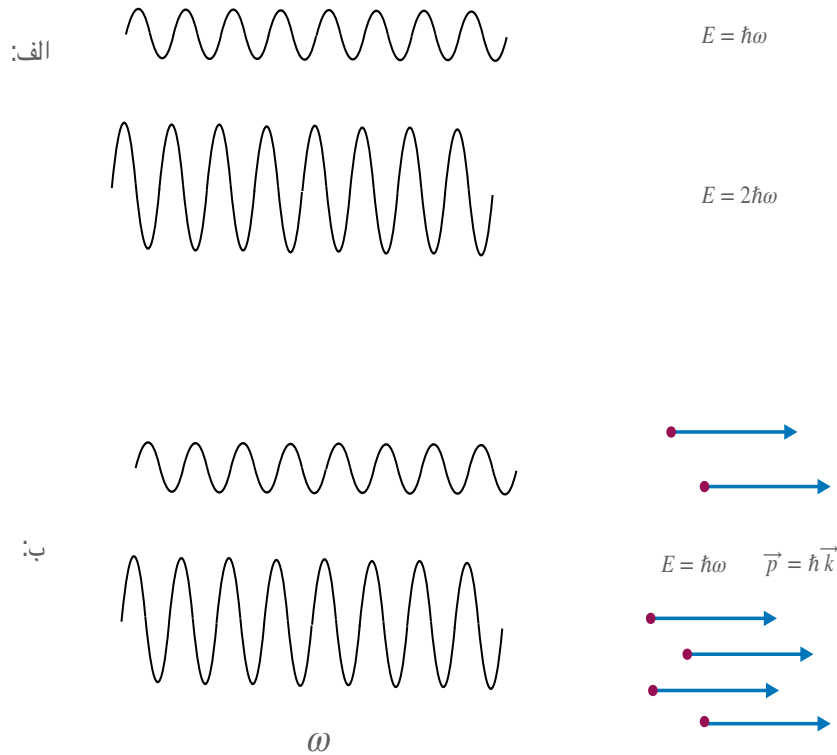 الف:
E = ħω
E = 2ħω
ب:
E = ħω p⃗ = ħk⃗
ω